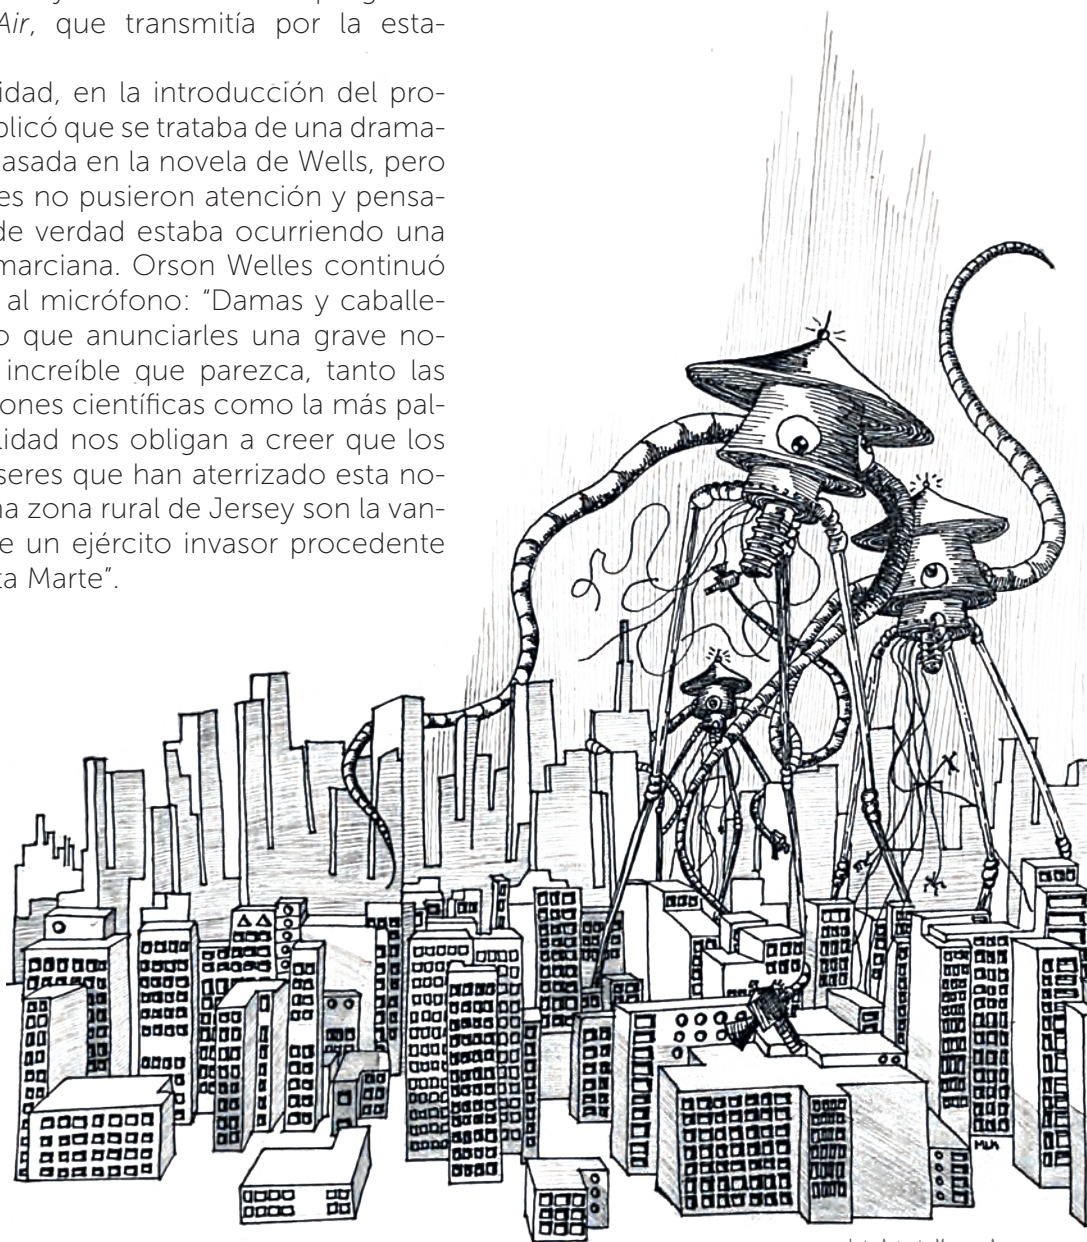 Air, que transmitía por la esta-
idad, en la introducción del pro-
plicó que se trataba de una drama-
basada en la novela de Wells, pero
es no pusieron atención y pensa-
de verdad estaba ocurriendo una
marciana. Orson Welles continuó
al micrófono: “Damas y caballe-
o que anunciarles una grave no-
increíble que parezca, tanto las
ones científicas como la más pal-
lidad nos obligan a creer que los
seres que han aterrizado esta no-
na zona rural de Jersey son la van-
e un ejército invasor procedente
ta Marte”.